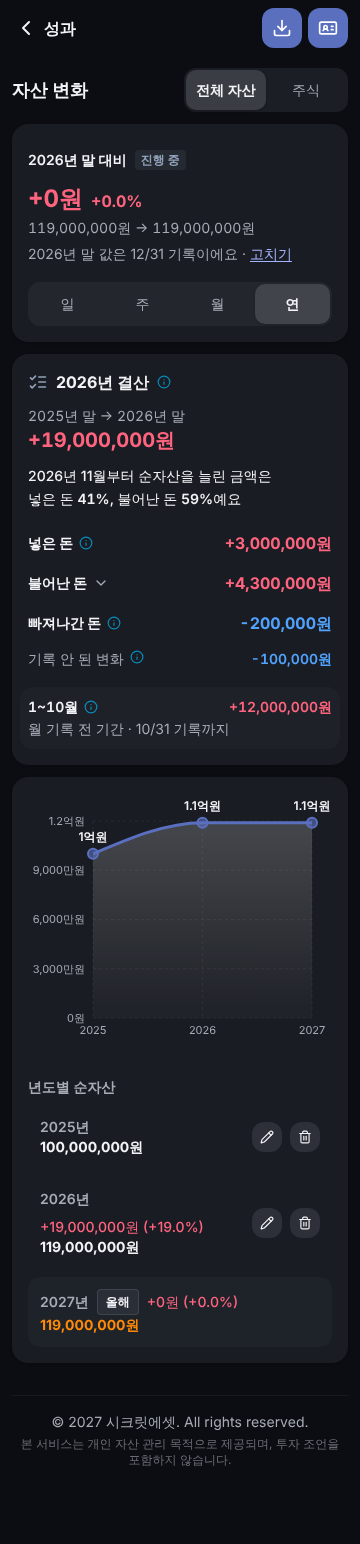 성과
자산 변화
전체 자산 주식
2026년 말 대비 진행 중
+0원 +0.0%
119,000,000원 → 119,000,000원
2026년 말 값은 12/31 기록이에요 · 고치기
일 주 월 연
2026년 결산
2025년 말 → 2026년 말
+19,000,000원
2026년 11월부터 순자산을 늘린 금액은
넣은 돈 41%, 불어난 돈 59%예요
넣은 돈 +3,000,000원
불어난 돈 +4,300,000원
빠져나간 돈 -200,000원
기록 안 된 변화 -100,000원
1~10월 +12,000,000원
월 기록 전 기간 · 10/31 기록까지
1.1억원 1.1억원
1.2억원
1억원
9,000만원
6,000만원
3,000만원
0원
2025 2026 2027
년도별 순자산
2025년
100,000,000원
2026년
+19,000,000원 (+19.0%)
119,000,000원
2027년 올해 +0원 (+0.0%)
119,000,000원
© 2027 시크릿에셋. All rights reserved.
본 서비스는 개인 자산 관리 목적으로 제공되며, 투자 조언을
포함하지 않습니다.